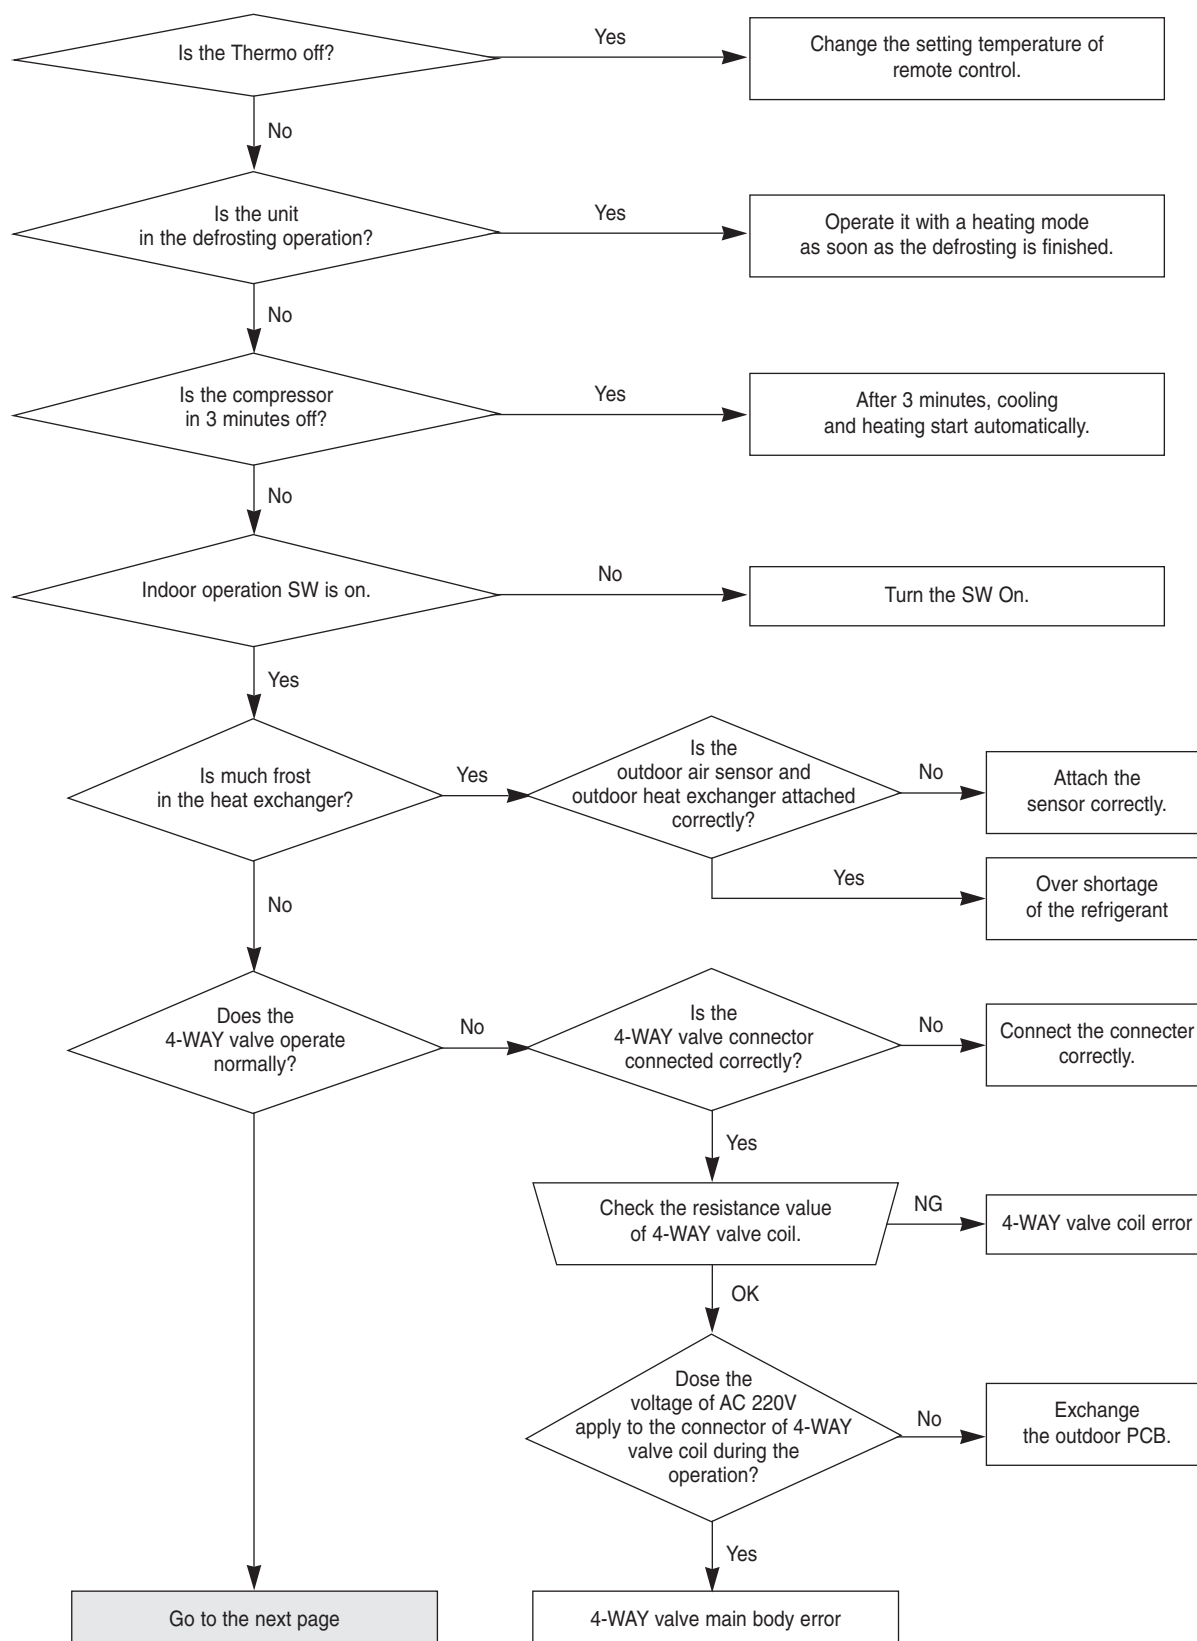 Is the Thermo off?
Yes
Change the setting temperature of
remote control.
No
Is the unit
in the defrosting operation?
Yes
Operate it with a heating mode
as soon as the defrosting is finished.
No
Is the compressor
in 3 minutes off?
Yes
After 3 minutes, cooling
and heating start automatically.
No
Indoor operation SW is on.
No
Turn the SW On.
Yes
Is much frost
in the heat exchanger?
Yes
Is the
outdoor air sensor and
outdoor heat exchanger attached
correctly?
No
Attach the
sensor correctly.
Yes
Over shortage
of the refrigerant
No
Does the
4-WAY valve operate
normally?
No
Is the
4-WAY valve connector
connected correctly?
No
Connect the connecter
correctly.
Yes
Check the resistance value
of 4-WAY valve coil.
NG
4-WAY valve coil error
OK
Dose the
voltage of AC 220V
apply to the connector of 4-WAY
valve coil during the
operation?
No
Exchange
the outdoor PCB.
Yes
Go to the next page
4-WAY valve main body error